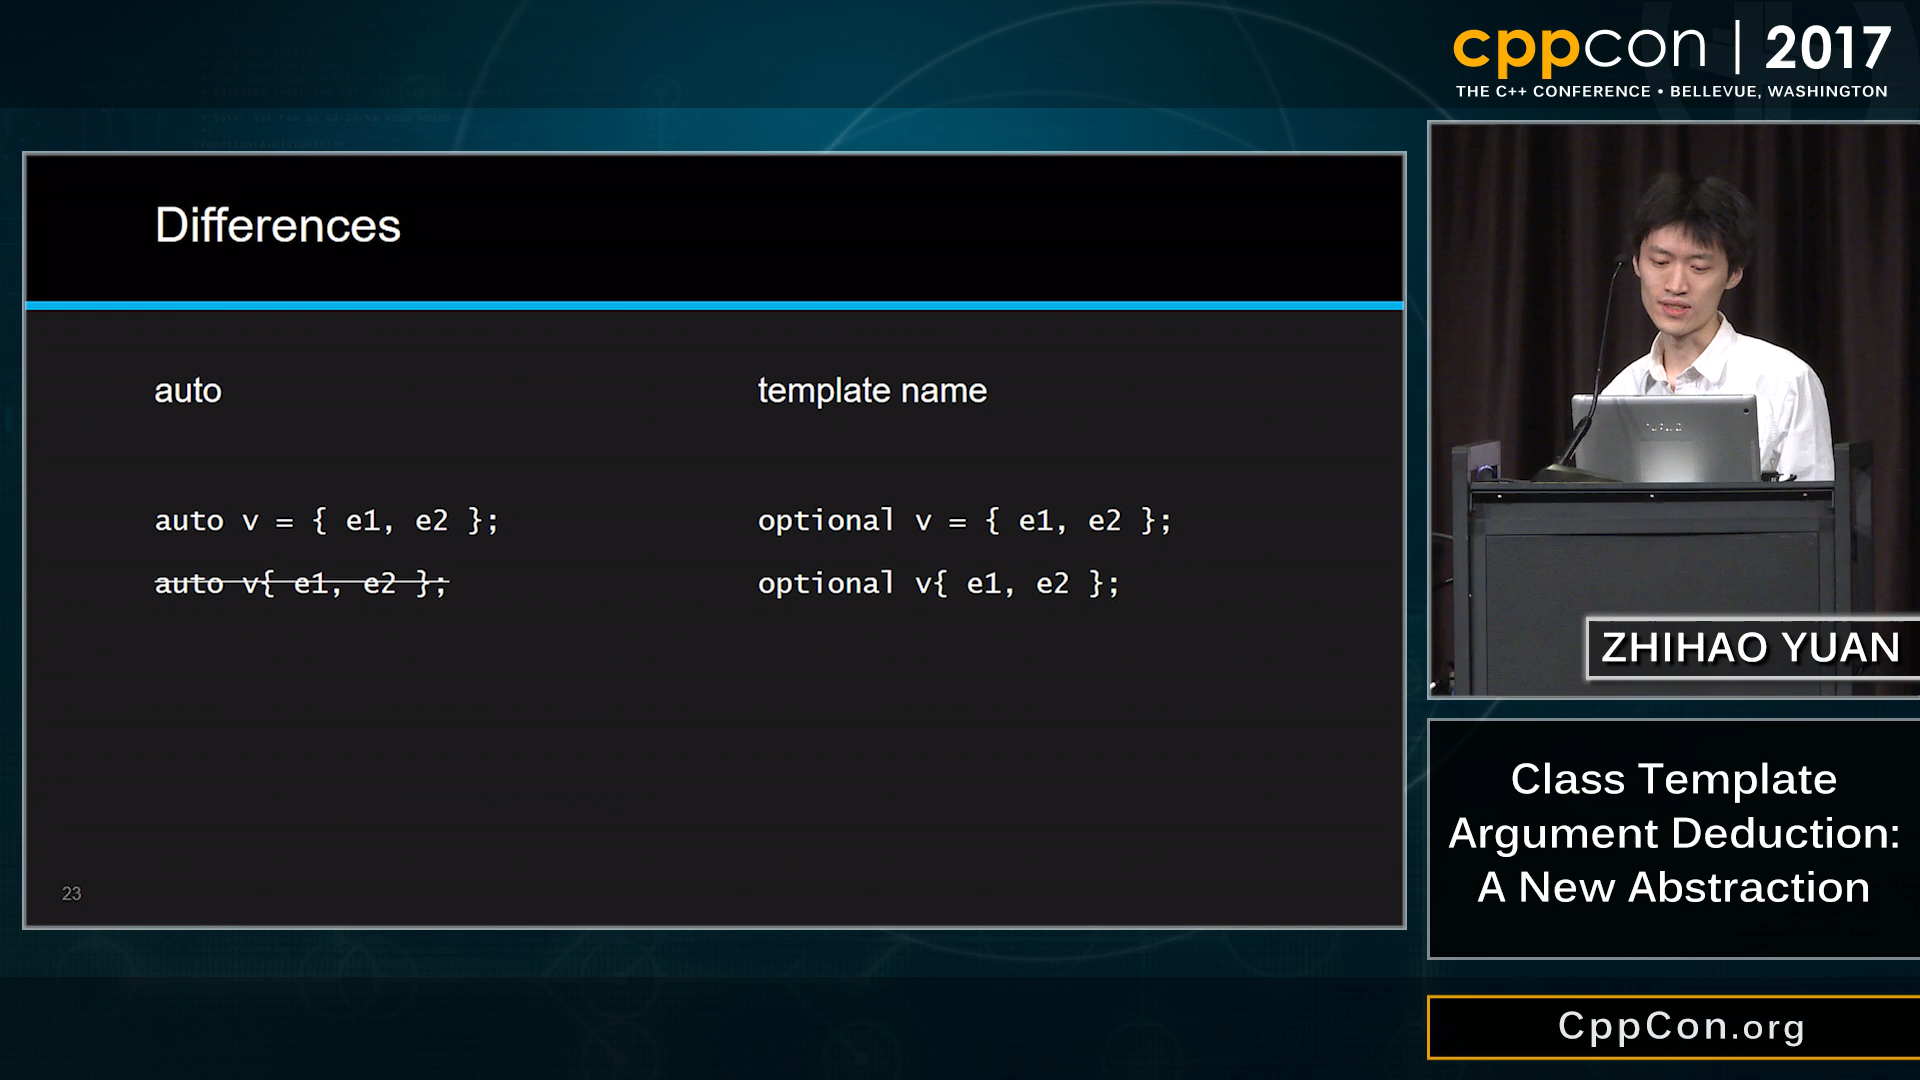 cppcon | 2017
THE C++ CONFERENCE • BELLEVUE, WASHINGTON
Differences
auto
template name
auto v = { e1, e2 };
optional v = { e1, e2 };
auto v{ e1, e2 };
optional v{ e1, e2 };
23
ZHIHAO YUAN
Class Template
Argument Deduction:
A New Abstraction
CppCon.org